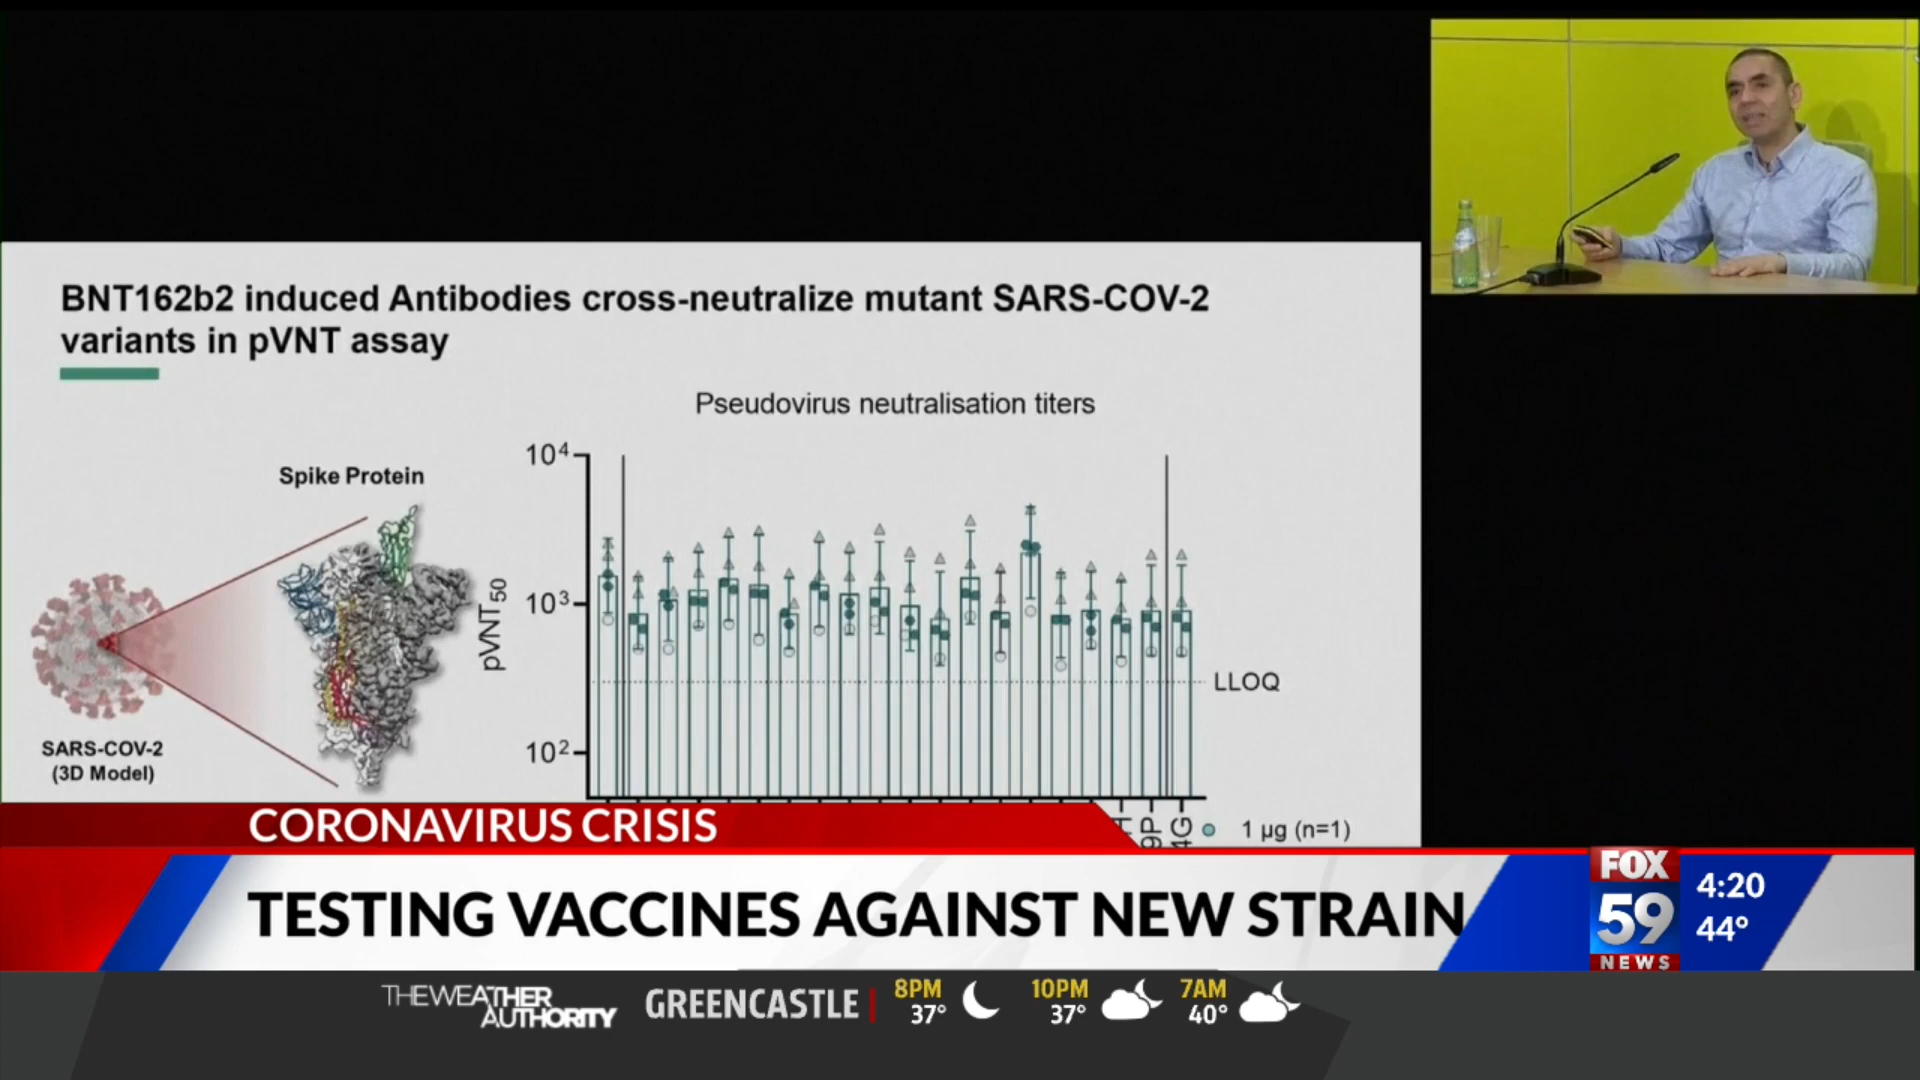 BNT162b2 induced Antibodies cross-neutralize mutant SARS-COV-2
variants in pVNT assay
Pseudovirus neutralisation titers
Spike Protein
SARS-COV-2
(3D Model)
pVNT50
10⁴
10³
10²
LLOQ
9P
4G
1 µg (n=1)
CORONAVIRUS CRISIS
TESTING VACCINES AGAINST NEW STRAIN
FOX
59
NEWS
4:20
44°
THE WEATHER
AUTHORITY
GREENCASTLE
8PM
37°
10PM
37°
7AM
40°